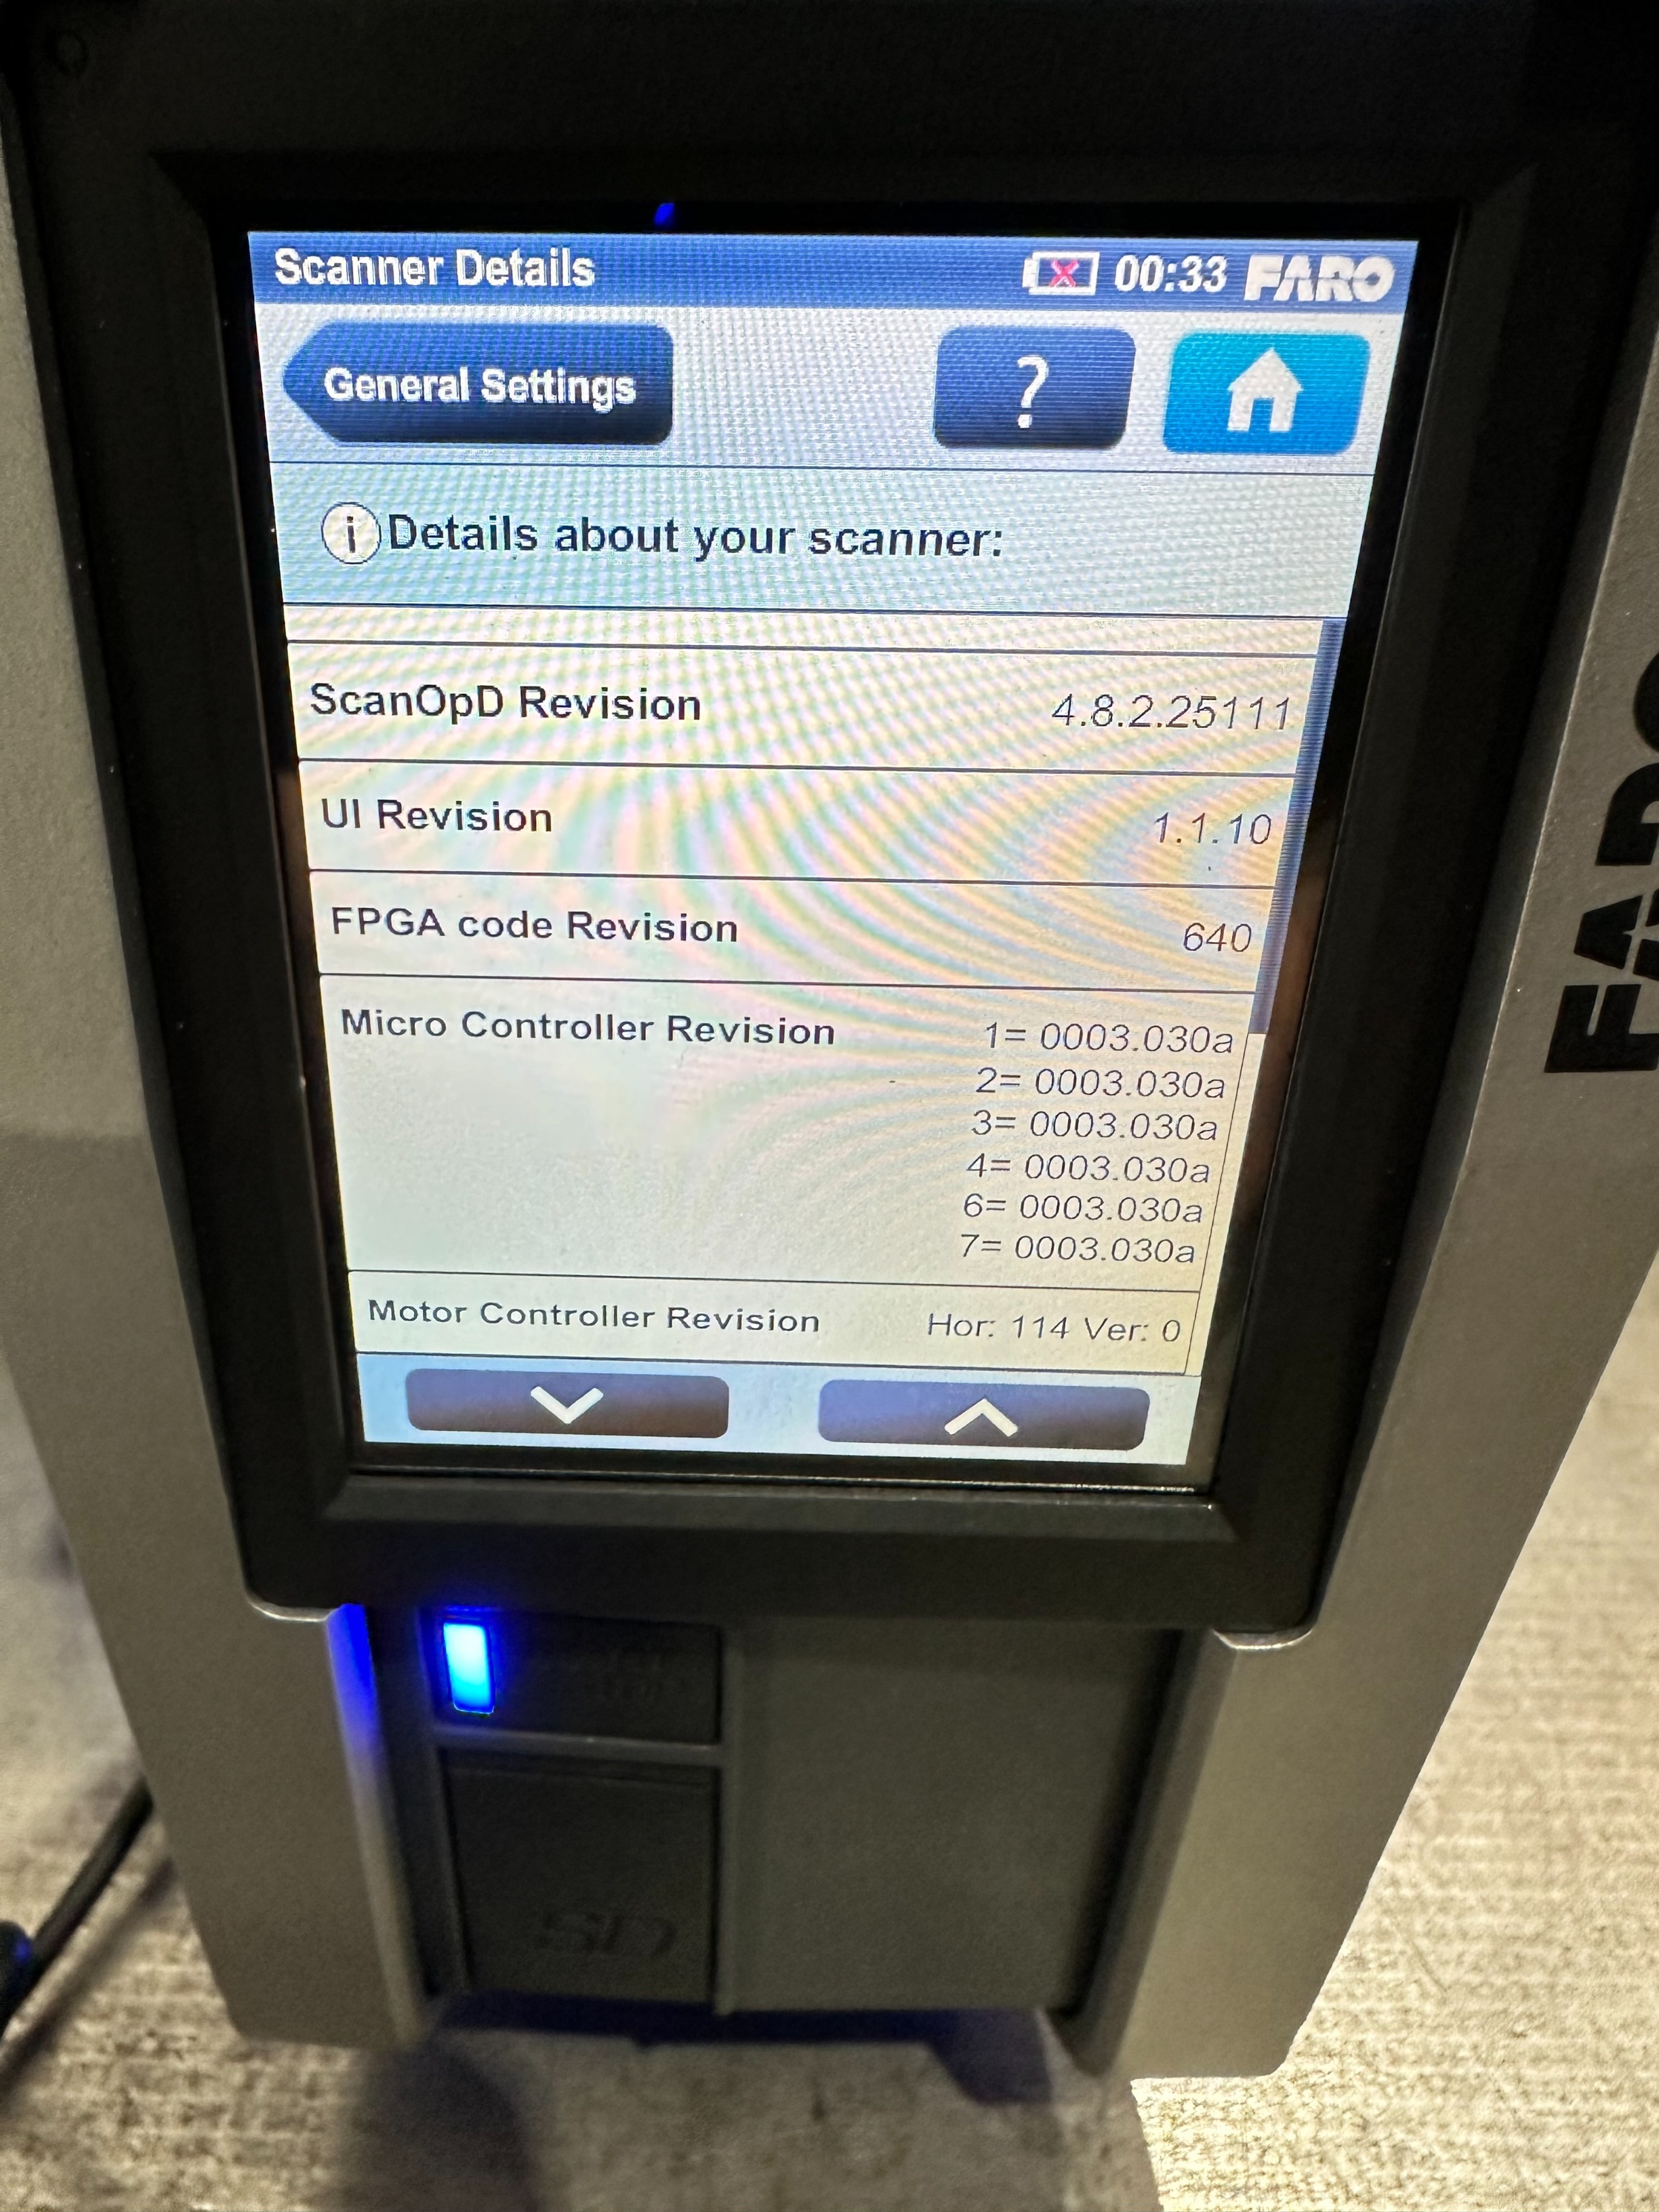 Scanner Details 00:33 FARO
General Settings ?
i Details about your scanner:
ScanOpD Revision 4.8.2.25111
UI Revision 1.1.10
FPGA code Revision 640
Micro Controller Revision 1= 0003.030a
2= 0003.030a
3= 0003.030a
4= 0003.030a
6= 0003.030a
7= 0003.030a
Motor Controller Revision Hor: 114 Ver: 0
SD
FARO